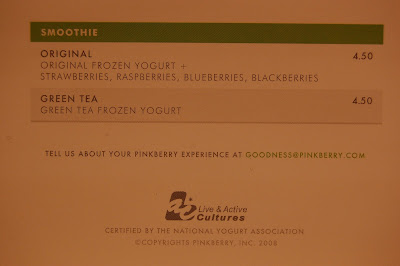 SMOOTHIE
ORIGINAL 4.50
ORIGINAL FROZEN YOGURT +
STRAWBERRIES, RASPBERRIES, BLUEBERRIES, BLACKBERRIES
GREEN TEA 4.50
GREEN TEA FROZEN YOGURT
TELL US ABOUT YOUR PINKBERRY EXPERIENCE AT GOODNESS@PINKBERRY.COM
Live & Active
Cultures
CERTIFIED BY THE NATIONAL YOGURT ASSOCIATION
©COPYRIGHTS PINKBERRY, INC. 2008